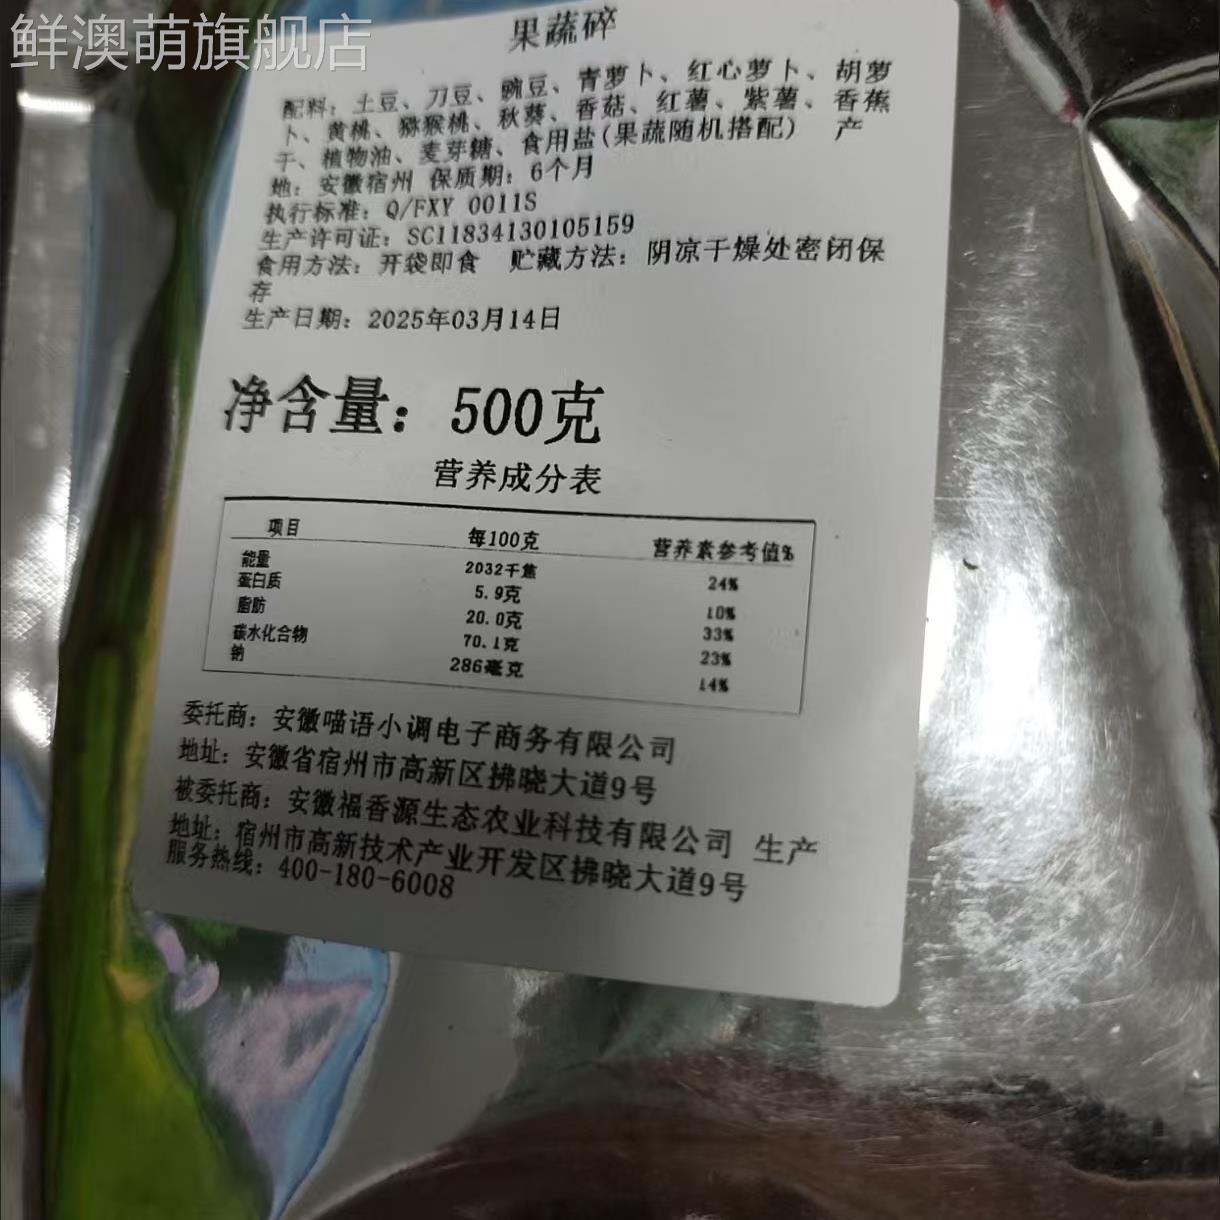 鲜澳萌旗舰店
果蔬碎
配料：土豆、刀豆、豌豆、青萝卜、红心萝卜、胡萝
卜、黄桃、猕猴桃、秋葵、香菇、红薯、紫薯、香蕉
干、植物油、麦芽糖、食用盐(果蔬随机搭配) 产
地：安徽宿州 保质期：6个月
执行标准：Q/FXY 0011S
生产许可证：SC11834130105159
食用方法：开袋即食 贮藏方法：阴凉干燥处密闭保
存
生产日期：2025年03月14日
净含量：500克
营养成分表
项目 每100克 营养素参考值%
能量 2032千焦 24%
蛋白质 5.9克 10%
脂肪 20.0克 33%
碳水化合物 70.1克 23%
钠 286毫克 14%
委托商：安徽喵语小调电子商务有限公司
地址：安徽省宿州市高新区拂晓大道9号
被委托商：安徽福香源生态农业科技有限公司 生产
地址：宿州市高新技术产业开发区拂晓大道9号
服务热线：400-180-6008